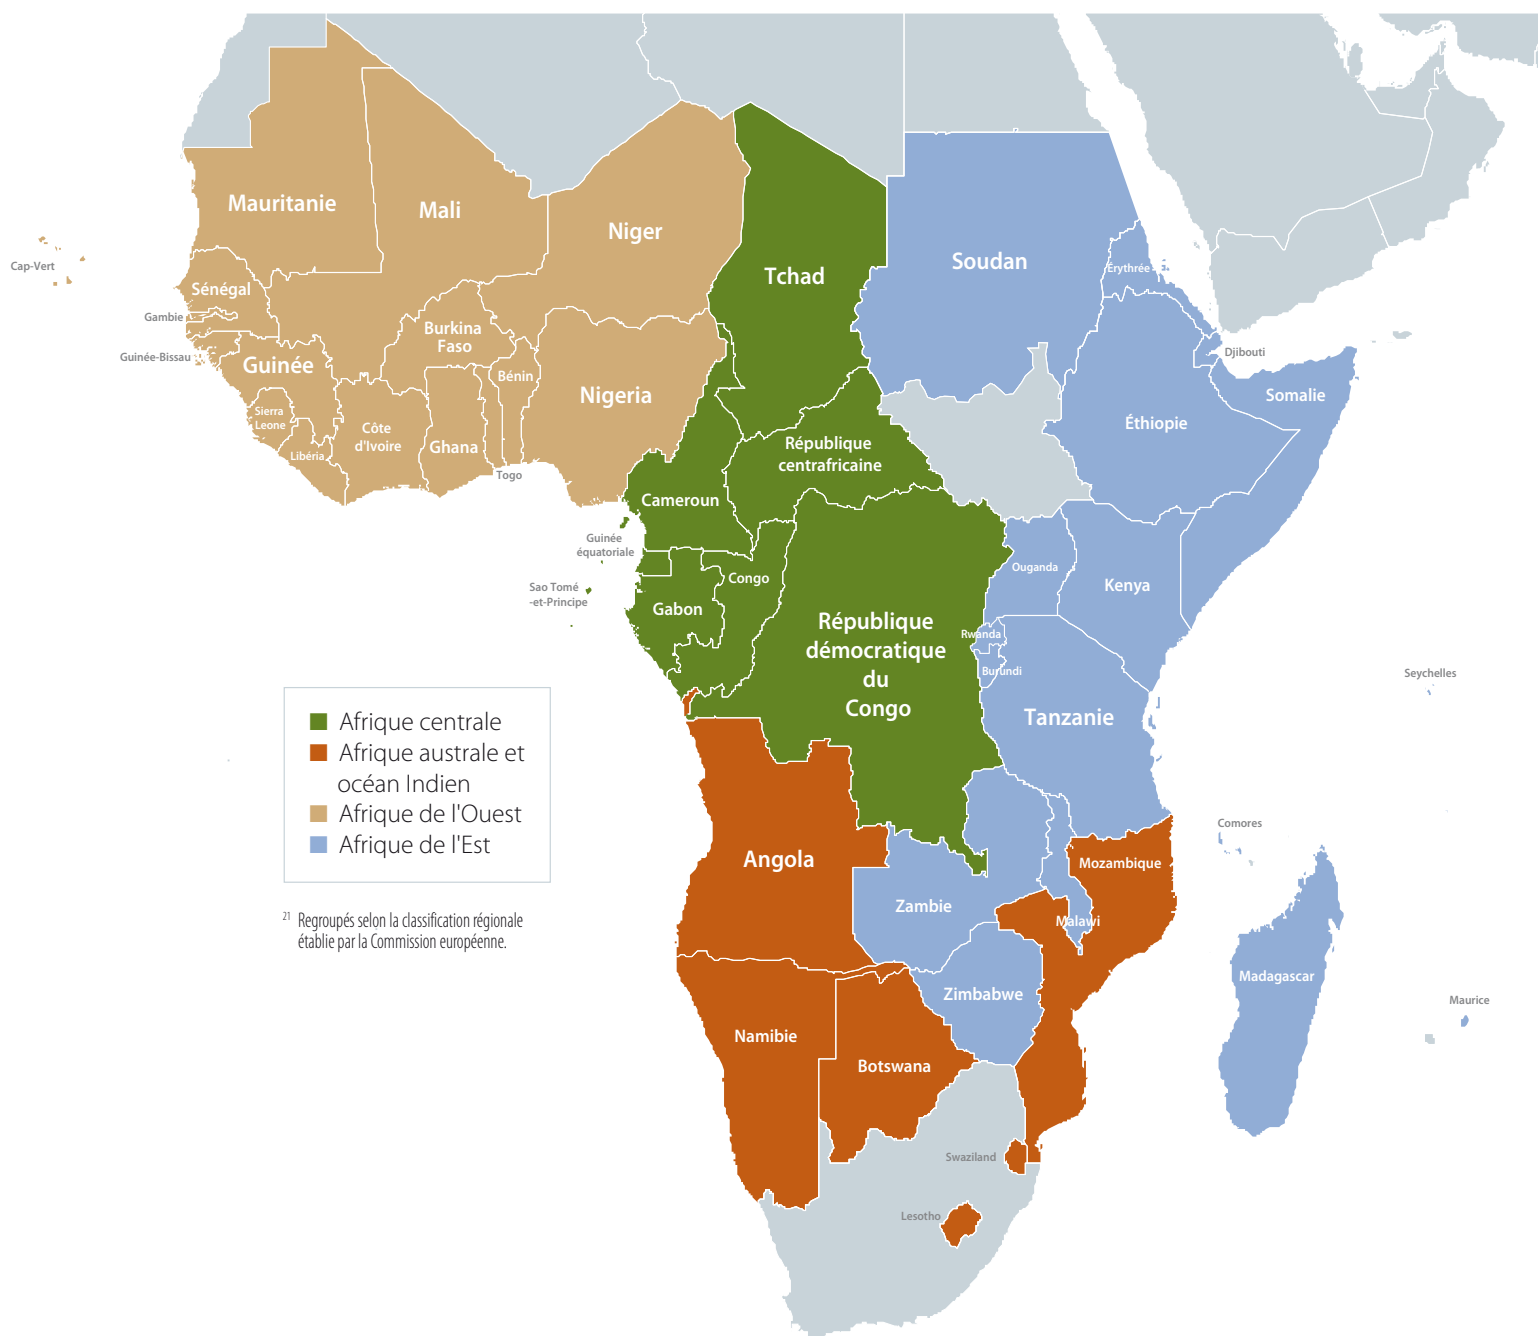 Mauritanie
Mali
Niger
Tchad
Soudan
Érythrée
Cap-Vert
Sénégal
Gambie
Burkina
Faso
Guinée-Bissau
Guinée
Bénin
Nigeria
Djibouti
Somalie
Sierra
Leone
Côte
d'Ivoire
Ghana
Libéria
Togo
République
centrafricaine
Éthiopie
Cameroun
Guinée
équatoriale
Sao Tomé
-et-Principe
Congo
Gabon
Ouganda
Kenya
République
démocratique
du
Congo
Rwanda
Burundi
Tanzanie
Seychelles
Afrique centrale
Afrique australe et
océan Indien
Afrique de l'Ouest
Afrique de l'Est
21 Regroupés selon la classification régionale
établie par la Commission européenne.
Angola
Zambie
Mozambique
Malawi
Comores
Madagascar
Maurice
Zimbabwe
Namibie
Botswana
Swaziland
Lesotho